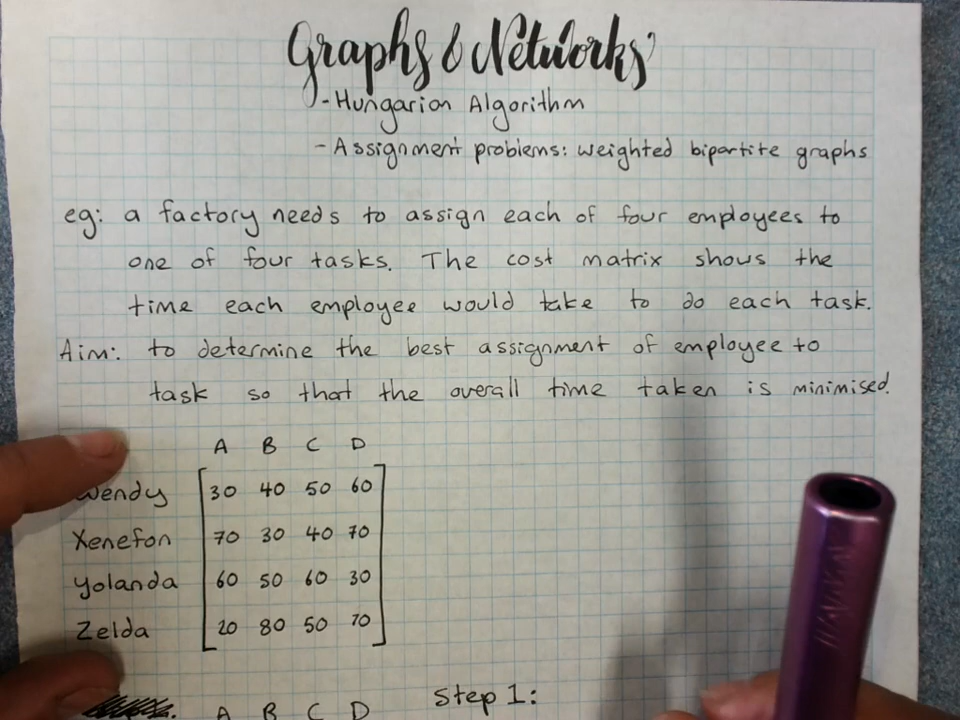 Graphs & Networks
- Hungarian Algorithm
- Assignment problems: weighted bipartite graphs
eg: a factory needs to assign each of four employees to
one of four tasks. The cost matrix shows the
time each employee would take to do each task.
Aim: to determine the best assignment of employee to
task so that the overall time taken is minimised.
A B C D
Wendy 30 40 50 60
Xenefon 70 30 40 70
Yolanda 60 50 60 30
Zelda 20 80 50 70
A B C D
Step 1: